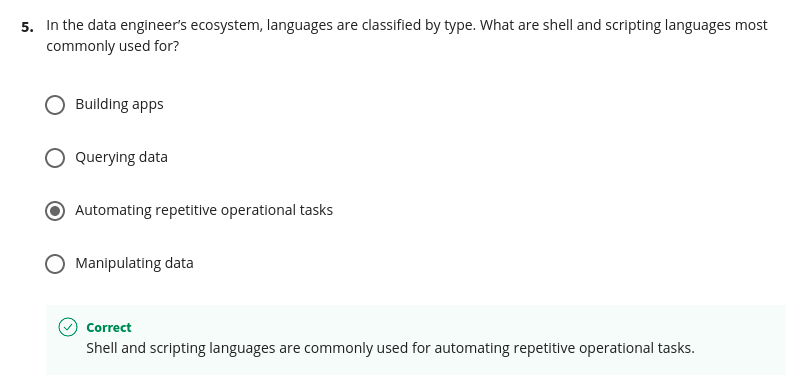 5. In the data engineer's ecosystem, languages are classified by type. What are shell and scripting languages most
commonly used for?
Building apps
Querying data
Automating repetitive operational tasks
Manipulating data
Correct
Shell and scripting languages are commonly used for automating repetitive operational tasks.